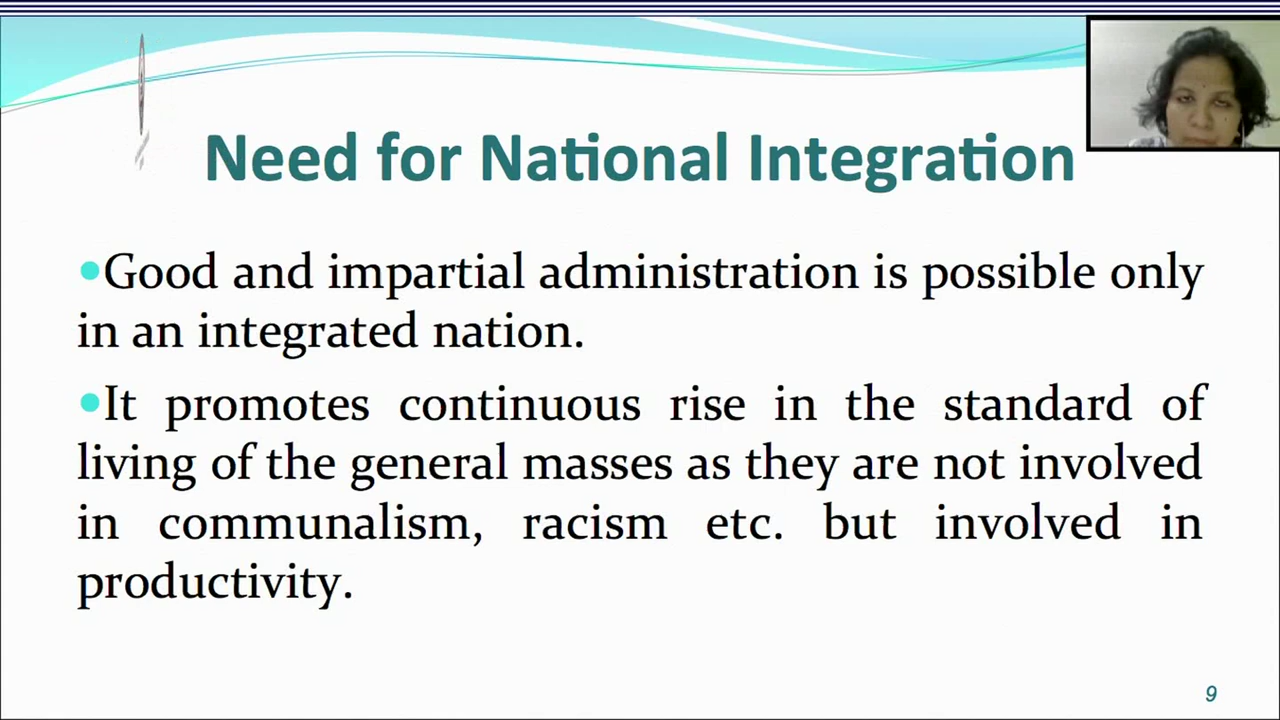 Need for National Integration
•Good and impartial administration is possible only
in an integrated nation.
•It promotes continuous rise in the standard of
living of the general masses as they are not involved
in communalism, racism etc. but involved in
productivity.
9